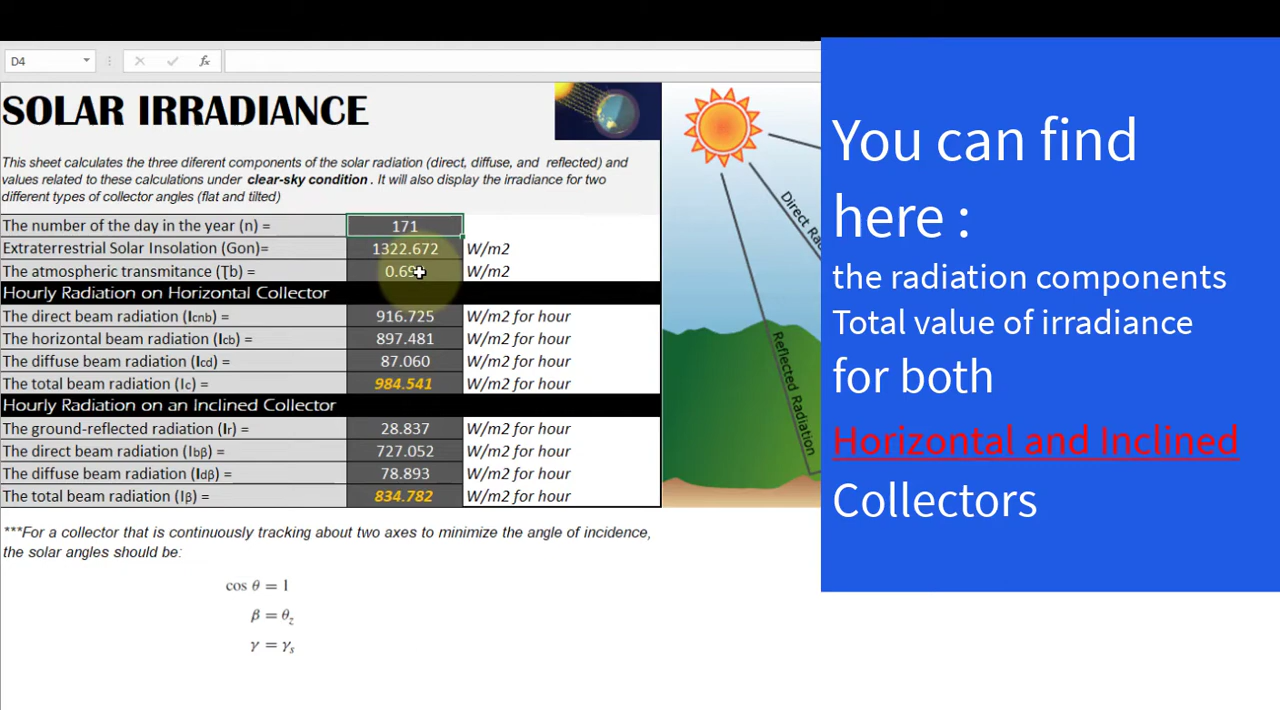 D4
fx
SOLAR IRRADIANCE
This sheet calculates the three diferent components of the solar radiation (direct, diffuse, and reflected) and
values related to these calculations under clear-sky condition . It will also display the irradiance for two
different types of collector angles (flat and tilted)
The number of the day in the year (n) = 171
Extraterrestrial Solar Insolation (Gon)= 1322.672 W/m2
The atmospheric transmitance (Ʈb) = W/m2
Hourly Radiation on Horizontal Collector
The direct beam radiation (Icnb) = 916.725 W/m2 for hour
The horizontal beam radiation (Icb) = 897.481 W/m2 for hour
The diffuse beam radiation (Icd) = 87.060 W/m2 for hour
The total beam radiation (Ic) = 984.541 W/m2 for hour
Hourly Radiation on an Inclined Collector
The ground-reflected radiation (Ir) = 28.837 W/m2 for hour
The direct beam radiation (Ibβ) = 727.052 W/m2 for hour
The diffuse beam radiation (Idβ) = 78.893 W/m2 for hour
The total beam radiation (Iβ) = 834.782 W/m2 for hour
***For a collector that is continuously tracking about two axes to minimize the angle of incidence,
the solar angles should be:
cos θ = 1
β = θz
γ = γs
Direct
Reflected Radiation
You can find
here :
the radiation components
Total value of irradiance
for both
Horizontal and Inclined
Collectors